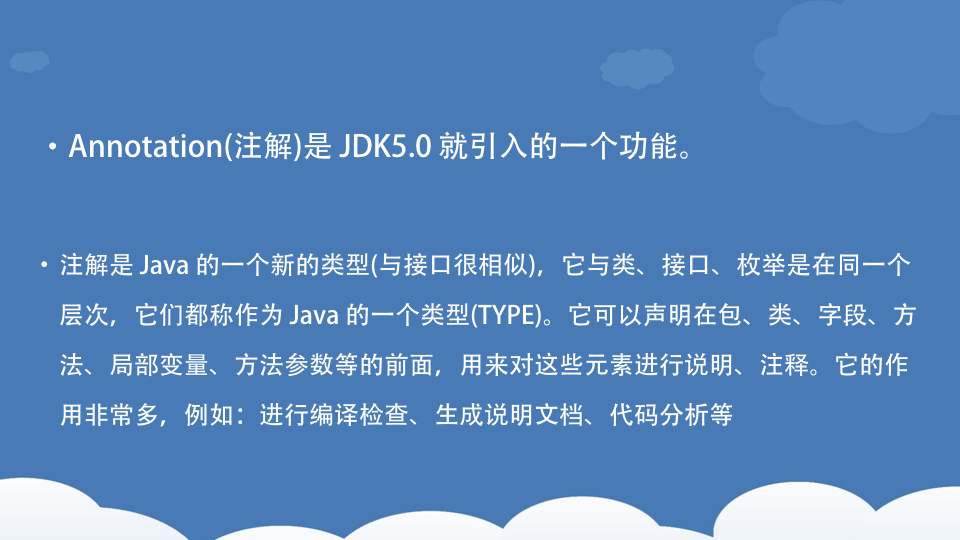 • Annotation(注解)是 JDK5.0 就引入的一个功能。
• 注解是 Java 的一个新的类型(与接口很相似)，它与类、接口、枚举是在同一个
层次，它们都称作为 Java 的一个类型(TYPE)。它可以声明在包、类、字段、方
法、局部变量、方法参数等的前面，用来对这些元素进行说明、注释。它的作
用非常多，例如：进行编译检查、生成说明文档、代码分析等